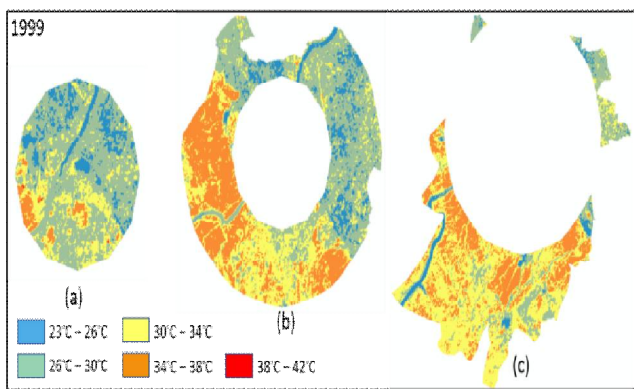 1999
(a)
(b)
(c)
23°C – 26°C
30°C – 34°C
26°C – 30°C
34°C – 38°C
38°C – 42°C